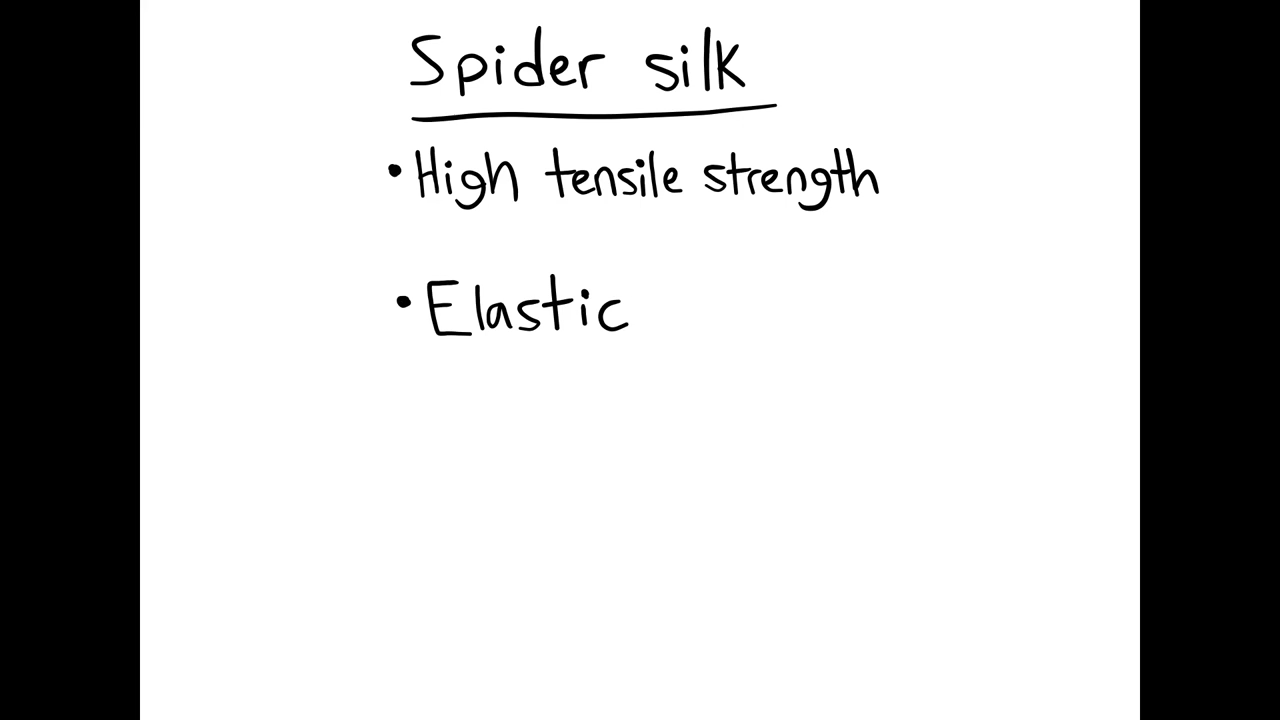 Spider silk
• High tensile strength
• Elastic